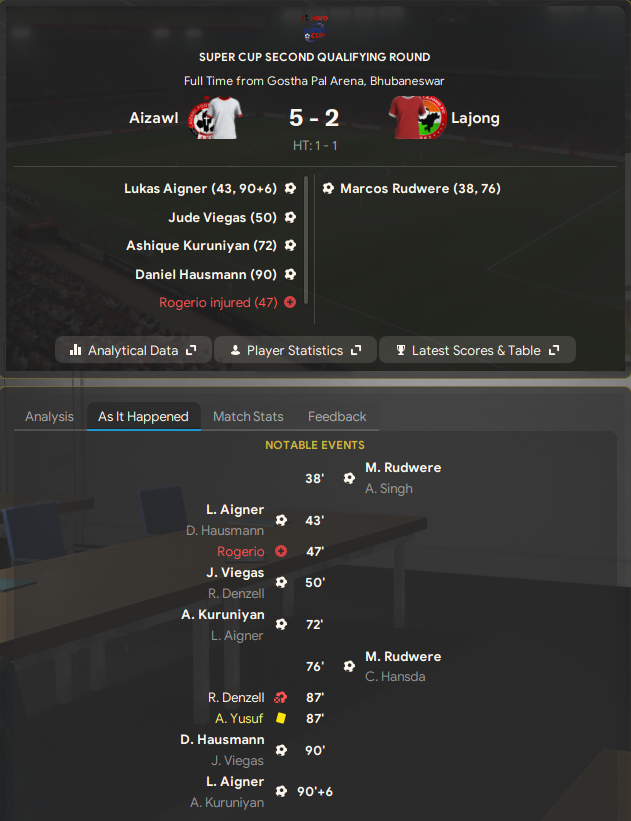 SUPER CUP SECOND QUALIFYING ROUND
Full Time from Gostha Pal Arena, Bhubaneswar
Aizawl 5 - 2 Lajong
HT: 1 - 1
Lukas Aigner (43, 90+6) Marcos Rudwere (38, 76)
Jude Viegas (50)
Ashique Kuruniyan (72)
Daniel Hausmann (90)
Rogerio injured (47)
Analytical Data Player Statistics Latest Scores & Table
Analysis As It Happened Match Stats Feedback
NOTABLE EVENTS
38' M. Rudwere
A. Singh
L. Aigner 43'
D. Hausmann
Rogerio 47'
J. Viegas 50'
R. Denzell
A. Kuruniyan 72'
L. Aigner
76' M. Rudwere
C. Hansda
R. Denzell 87'
A. Yusuf 87'
D. Hausmann 90'
J. Viegas
L. Aigner 90'+6
A. Kuruniyan